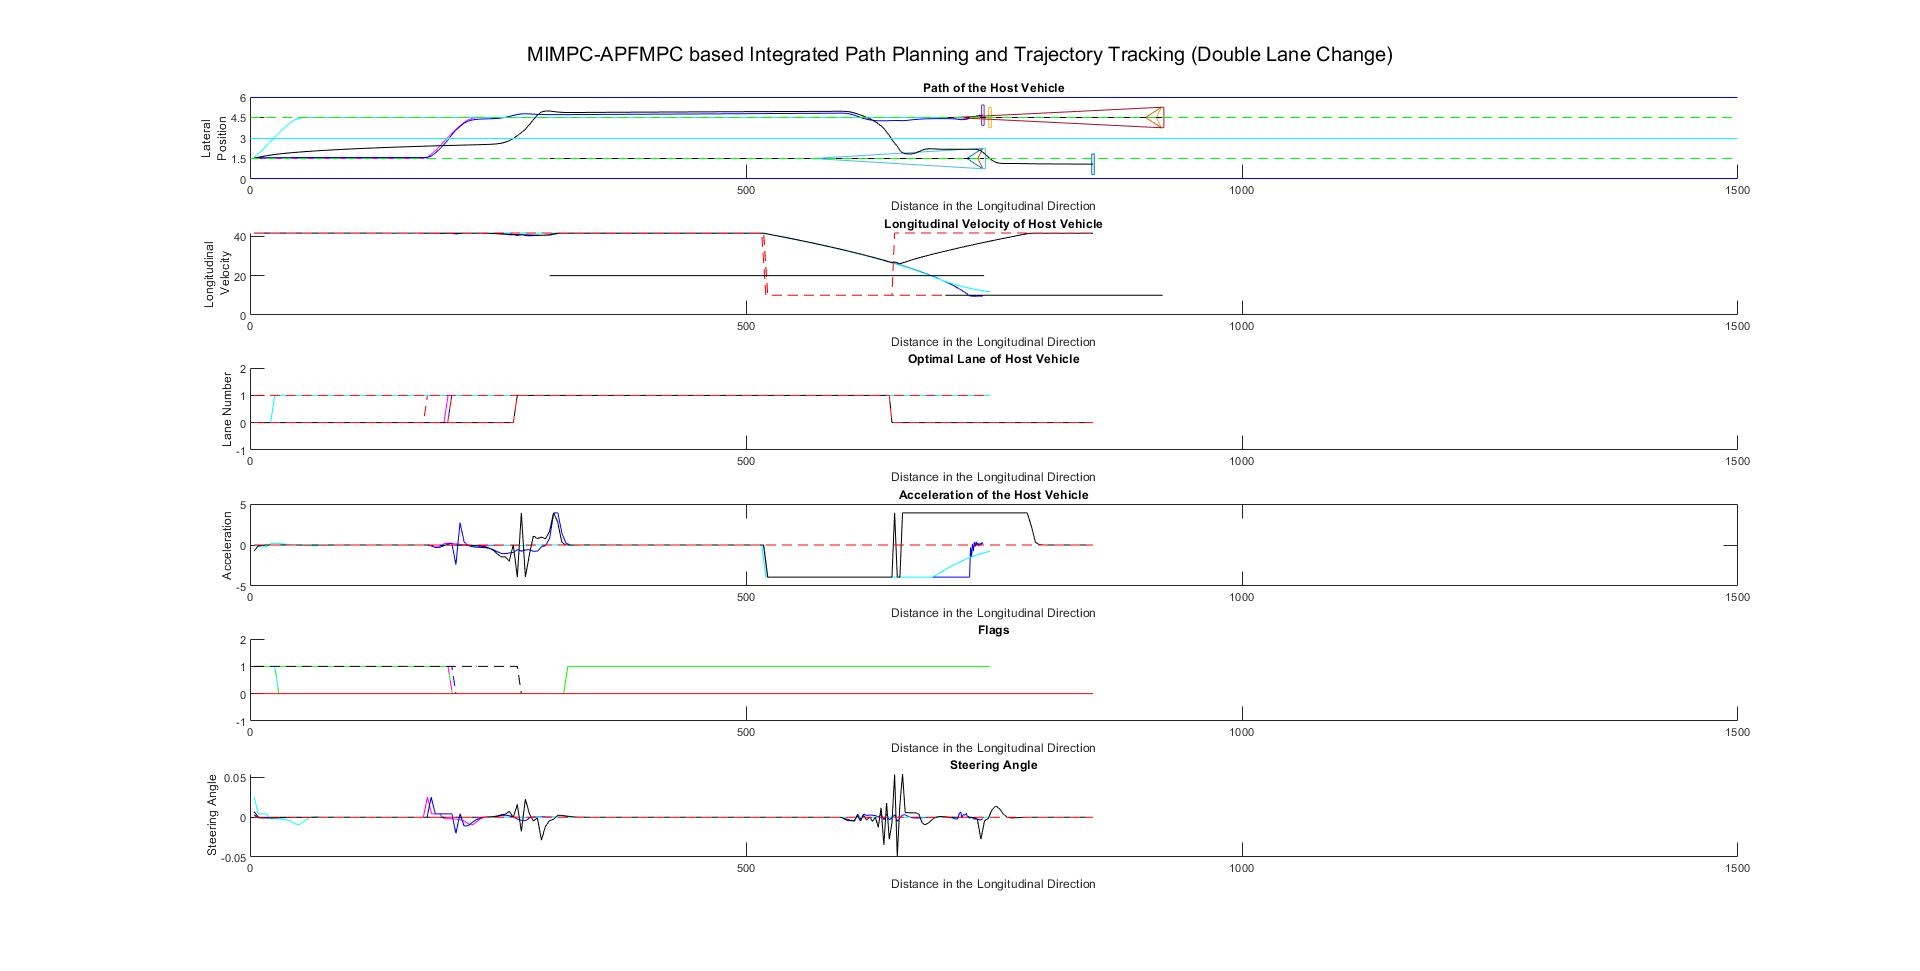 MIMPC-APFMPC based Integrated Path Planning and Trajectory Tracking (Double Lane Change)
Path of the Host Vehicle
Lateral
Position
6
4.5
3
1.5
0
0 500 1000 1500
Distance in the Longitudinal Direction
Longitudinal Velocity of Host Vehicle
Longitudinal
Velocity
40
20
0
0 500 1000 1500
Distance in the Longitudinal Direction
Optimal Lane of Host Vehicle
Lane Number
2
1
0
-1
0 500 1000 1500
Distance in the Longitudinal Direction
Acceleration of the Host Vehicle
Acceleration
5
0
-5
0 500 1000 1500
Distance in the Longitudinal Direction
Flags
2
1
0
-1
0 500 1000 1500
Distance in the Longitudinal Direction
Steering Angle
Steering Angle
0.05
0
-0.05
0 500 1000 1500
Distance in the Longitudinal Direction